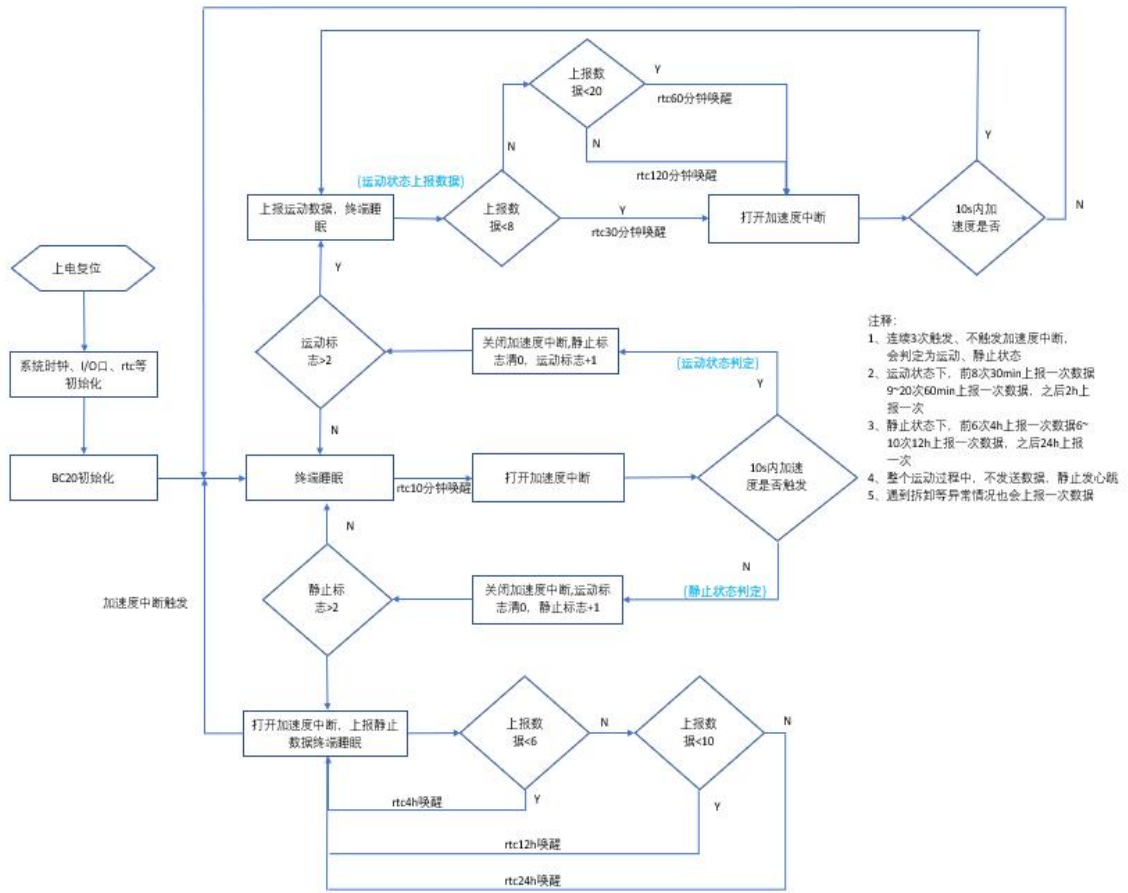 上报数
据<20
Y
rtc60分钟唤醒
N
N
rtc120分钟唤醒
Y
(运动状态上报数据)
上报运动数据，终端睡
眠
上报数
据<8
Y
rtc30分钟唤醒
打开加速度中断
10s内加
速度是否
N
上电复位
Y
系统时钟、I/O口、rtc等
初始化
运动标
志>2
关闭加速度中断,静止标
志清0，运动标志+1
(运动状态判定)
Y
注释：
1、连续3次触发、不触发加速度中断，
会判定为运动、静止状态
2、运动状态下，前8次30min上报一次数据
9~20次60min上报一次数据，之后2h上
报一次
3、静止状态下，前6次4h上报一次数据6~
10次12h上报一次数据，之后24h上报
一次
4、整个运动过程中，不发送数据，静止发心跳
5、遇到拆卸等异常情况也会上报一次数据
N
BC20初始化
终端睡眠
rtc10分钟唤醒
打开加速度中断
10s内加速
度是否触发
N
N
加速度中断触发
静止标
志>2
关闭加速度中断,运动标
志清0，静止标志+1
(静止状态判定)
打开加速度中断，上报静止
数据终端睡眠
上报数
据<6
N
上报数
据<10
N
rtc4h唤醒
Y
Y
rtc12h唤醒
rtc24h唤醒